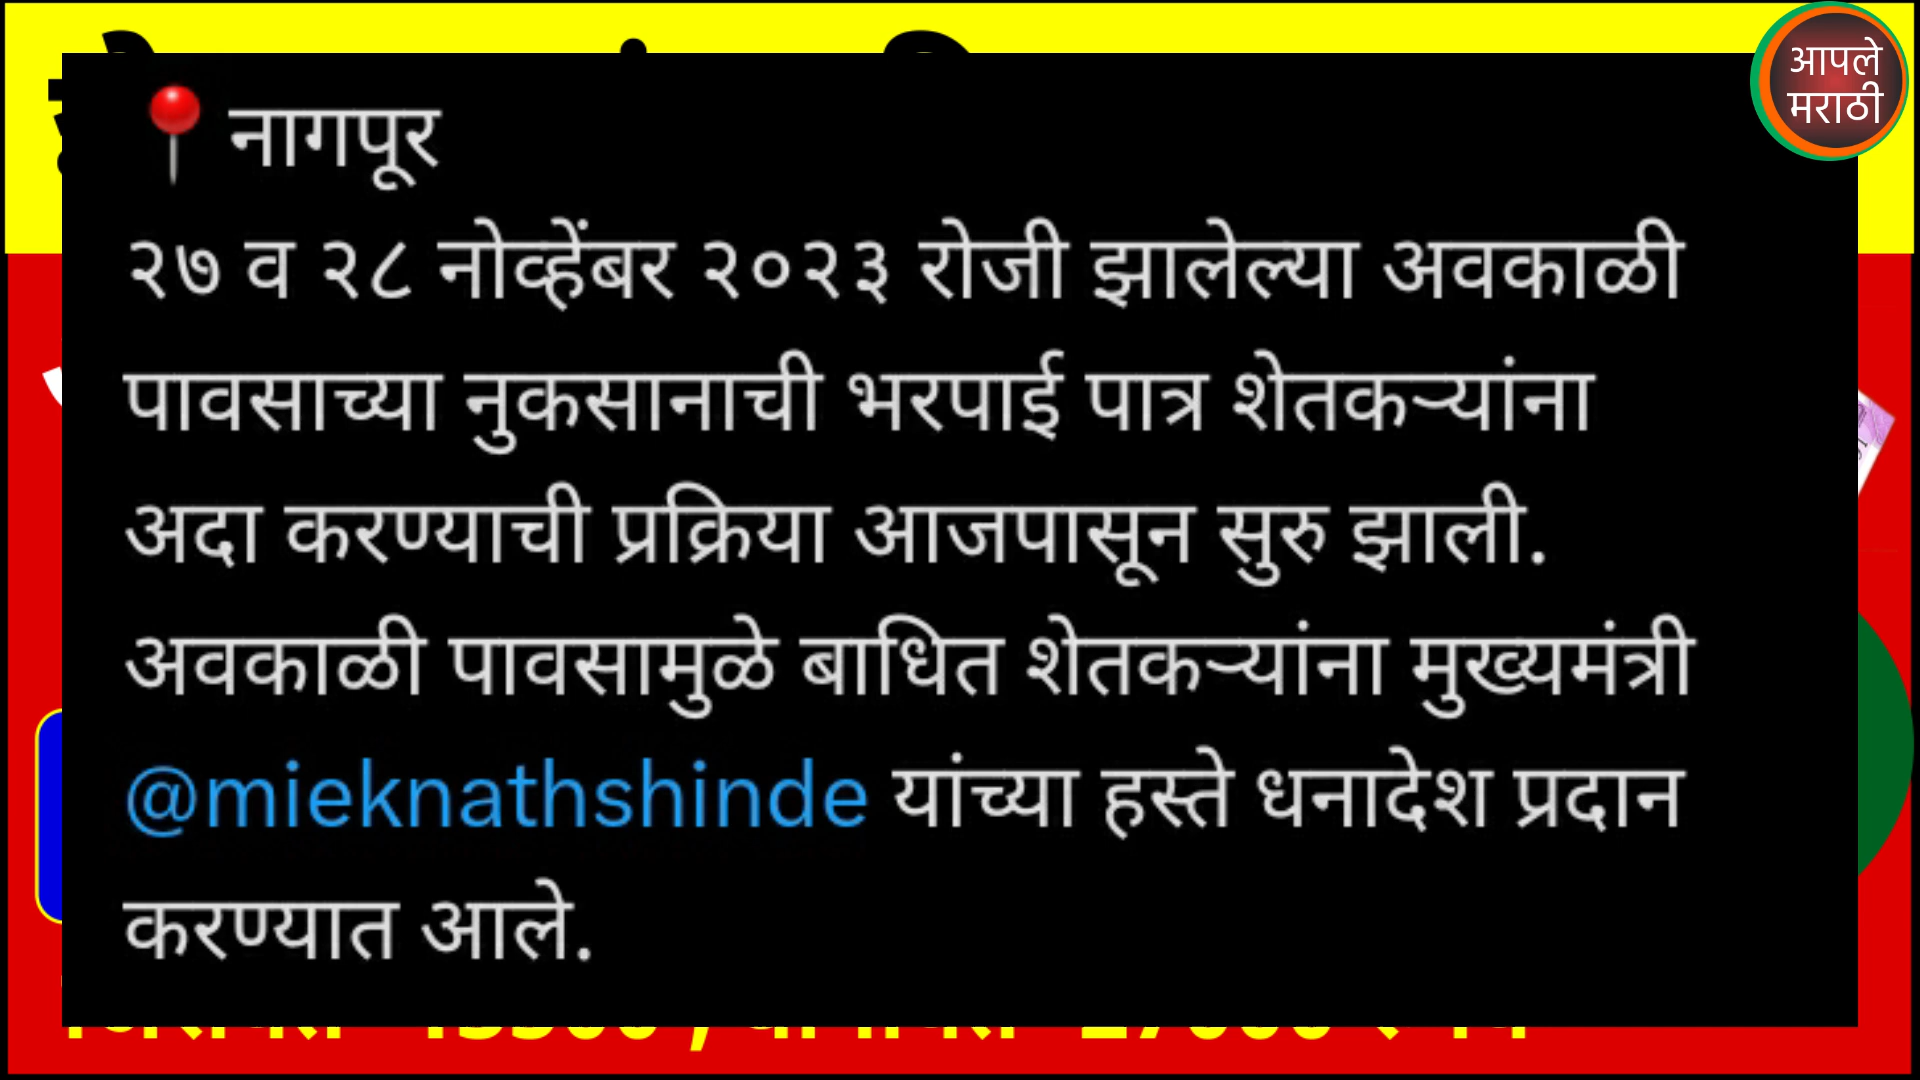 आपले
मराठी
📍 नागपूर
२७ व २८ नोव्हेंबर २०२३ रोजी झालेल्या अवकाळी
पावसाच्या नुकसानाची भरपाई पात्र शेतकऱ्यांना
अदा करण्याची प्रक्रिया आजपासून सुरु झाली.
अवकाळी पावसामुळे बाधित शेतकऱ्यांना मुख्यमंत्री
@mieknathshinde यांच्या हस्ते धनादेश प्रदान
करण्यात आले.